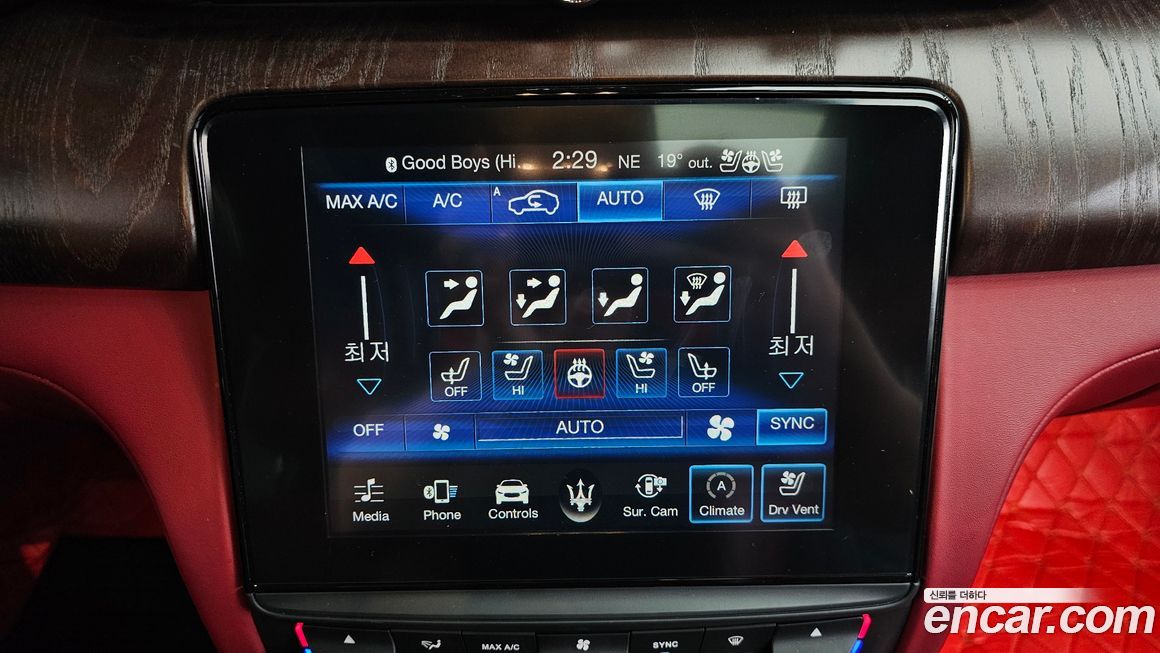 Good Boys (Hi... 2:29 NE 19° out.
MAX A/C A/C A AUTO
최저 최저
OFF HI HI OFF
OFF AUTO SYNC
A
Media Phone Controls Sur. Cam Climate Drv Vent
MAX A/C SYNC
신뢰를 더하다
encar.com